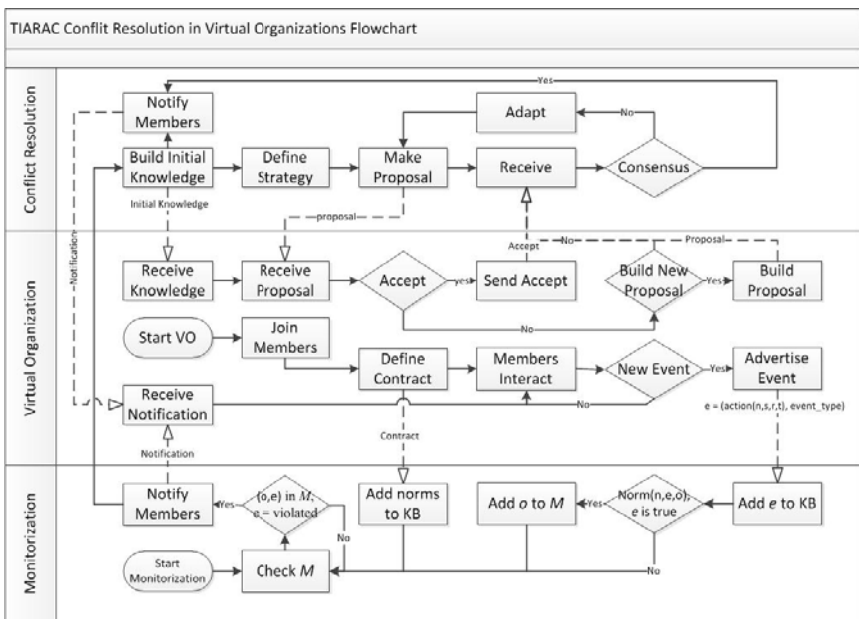 TIARAC Conflit Resolution in Virtual Organizations Flowchart
Conflict Resolution
Yes
Notify
Members
Adapt
No
Build Initial
Knowledge
Define
Strategy
Make
Proposal
Receive
Consensus
Initial Knowledge
proposal
Notification
Virtual Organization
Accept
No
Proposal
Receive
Knowledge
Receive
Proposal
Accept
yes
Send Accept
Build New
Proposal
Yes
Build
Proposal
No
Start VO
Join
Members
Define
Contract
Members
Interact
New Event
Yes
Advertise
Event
Receive
Notification
No
e = (action(n,s,r,t), event_type)
Contract
Notification
Monitorization
Notify
Members
Yes
(o,e) in M,
e = violated
Add norms
to KB
Add o to M
Yes
Norm(n,e,o),
e is true
Add e to KB
No
Start
Monitorization
Check M
No